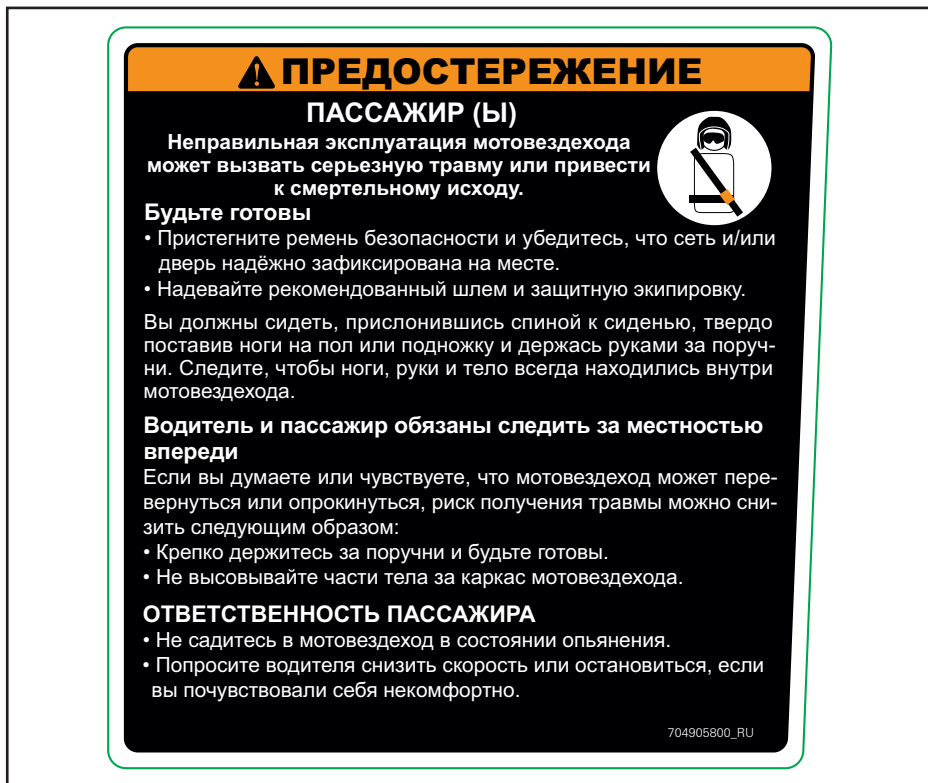 ПРЕДОСТЕРЕЖЕНИЕ
ПАССАЖИР (Ы)
Неправильная эксплуатация мотовездехода
может вызвать серьезную травму или привести
к смертельному исходу.
Будьте готовы
• Пристегните ремень безопасности и убедитесь, что сеть и/или
дверь надёжно зафиксирована на месте.
• Надевайте рекомендованный шлем и защитную экипировку.
Вы должны сидеть, прислонившись спиной к сиденью, твердо
поставив ноги на пол или подножку и держась руками за поруч-
ни. Следите, чтобы ноги, руки и тело всегда находились внутри
мотовездехода.
Водитель и пассажир обязаны следить за местностью
впереди
Если вы думаете или чувствуете, что мотовездеход может пере-
вернуться или опрокинуться, риск получения травмы можно сни-
зить следующим образом:
• Крепко держитесь за поручни и будьте готовы.
• Не высовывайте части тела за каркас мотовездехода.
ОТВЕТСТВЕННОСТЬ ПАССАЖИРА
• Не садитесь в мотовездеход в состоянии опьянения.
• Попросите водителя снизить скорость или остановиться, если
вы почувствовали себя некомфортно.
704905800_RU